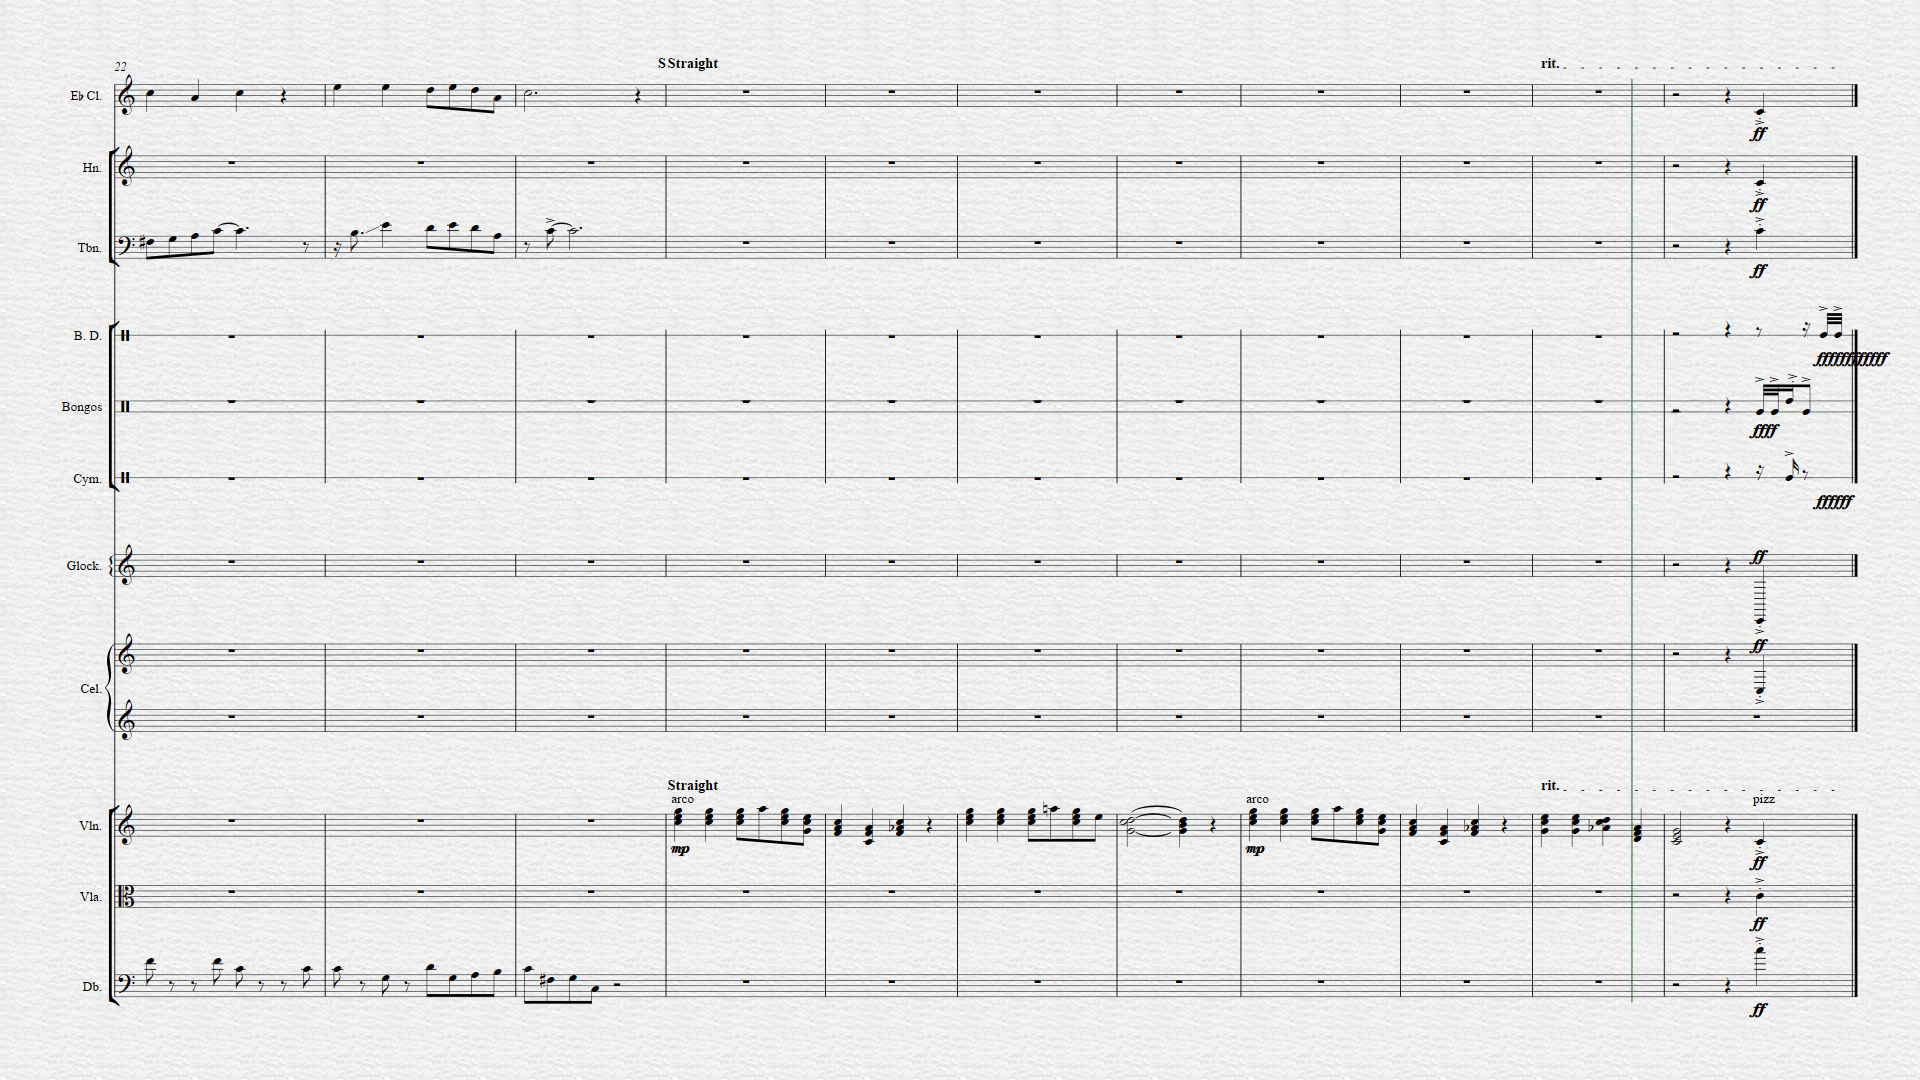 22
S Straight
rit.
E♭ Cl.
ff
Hn.
ff
Tbn.
ff
B. D.
ffffffffffff
Bongos
ffff
Cym.
ffffff
Glock.
ff
ff
Cel.
Straight
rit.
arco
arco
pizz
Vln.
mp
mp
ff
Vla.
ff
Db.
ff